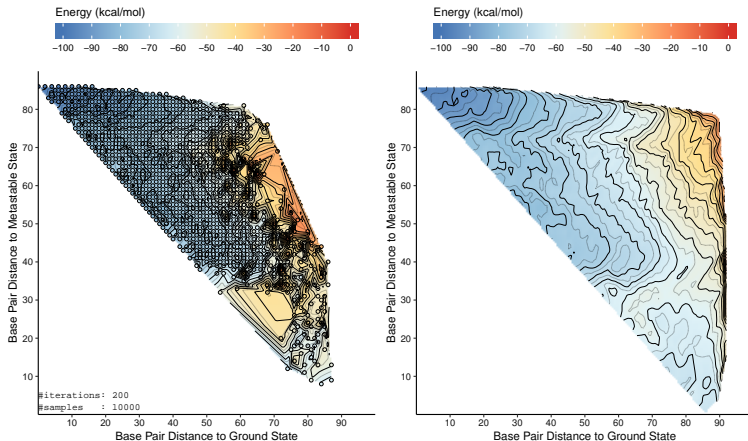 Energy (kcal/mol)
−100 −90 −80 −70 −60 −50 −40 −30 −20 −10 0
Base Pair Distance to Metastable State
80
70
60
50
40
30
20
10
#iterations: 200
#samples : 10000
10 20 30 40 50 60 70 80 90
Base Pair Distance to Ground State
Energy (kcal/mol)
−100 −90 −80 −70 −60 −50 −40 −30 −20 −10 0
Base Pair Distance to Metastable State
80
70
60
50
40
30
20
10
10 20 30 40 50 60 70 80 90
Base Pair Distance to Ground State